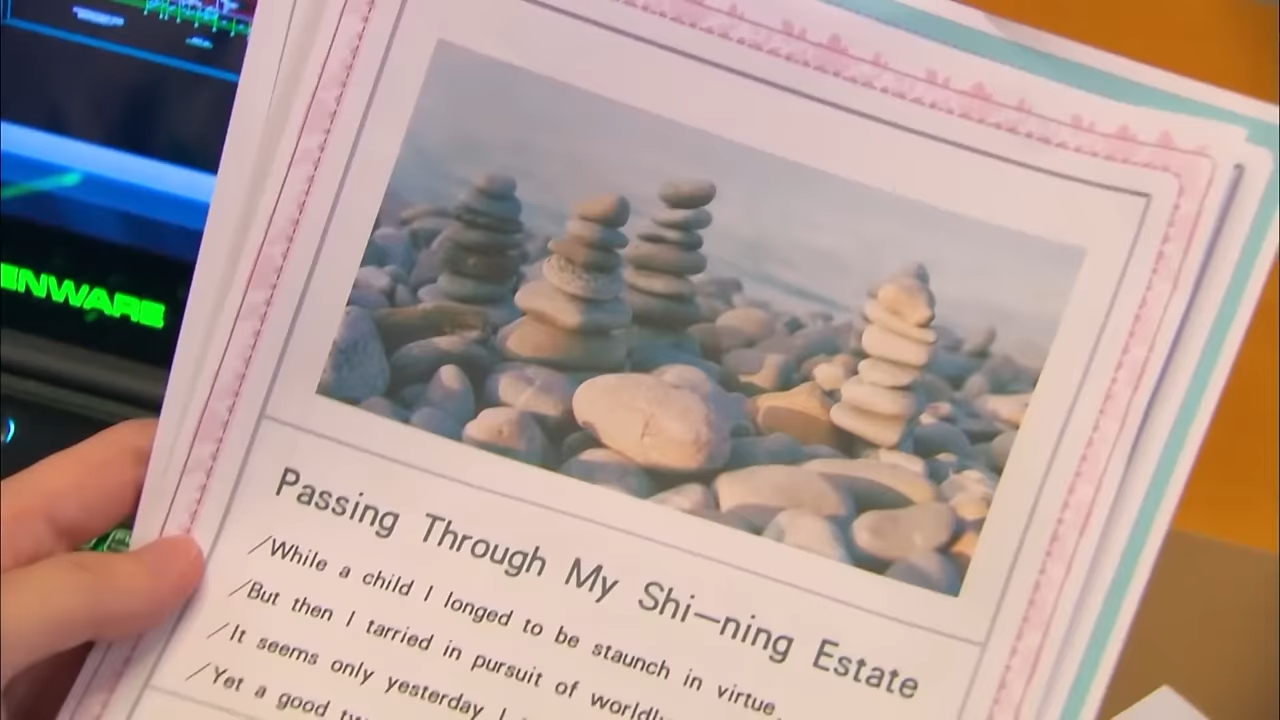 ENWARE
Passing Through My Shi-ning Estate
/While a child I longed to be staunch in virtue,
/But then I tarried in pursuit of
/It seems only yesterday I
/Yet a good